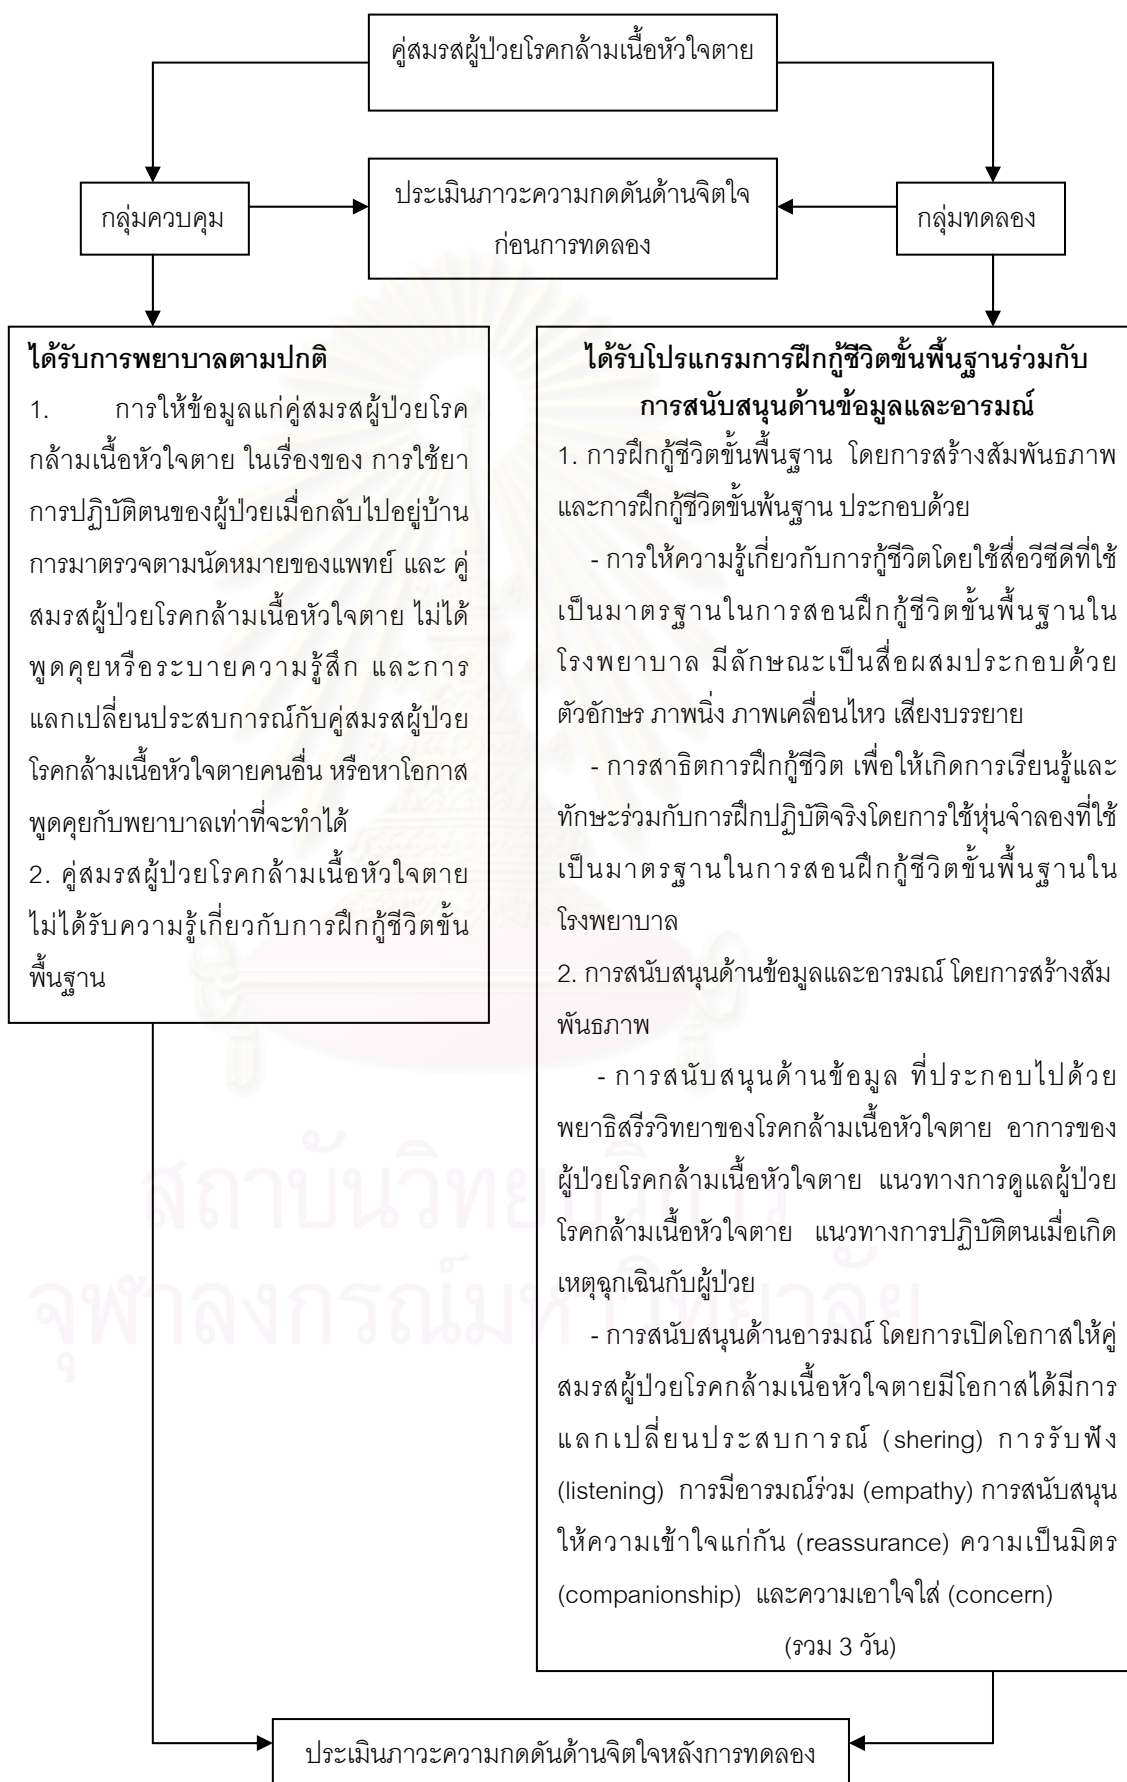 คู่สมรสผู้ป่วยโรคกล้ามเนื้อหัวใจตาย
กลุ่มควบคุม
ประเมินภาวะความกดดันด้านจิตใจ
ก่อนการทดลอง
กลุ่มทดลอง
ได้รับการพยาบาลตามปกติ
1. การให้ข้อมูลแก่คู่สมรสผู้ป่วยโรค
กล้ามเนื้อหัวใจตาย ในเรื่องของ การใช้ยา
การปฏิบัติตนของผู้ป่วยเมื่อกลับไปอยู่บ้าน
การมาตรวจตามนัดหมายของแพทย์ และ คู่
สมรสผู้ป่วยโรคกล้ามเนื้อหัวใจตาย ไม่ได้
พูดคุยหรือระบายความรู้สึก และการ
แลกเปลี่ยนประสบการณ์กับคู่สมรสผู้ป่วย
โรคกล้ามเนื้อหัวใจตายคนอื่น หรือหาโอกาส
พูดคุยกับพยาบาลเท่าที่จะทำได้
2. คู่สมรสผู้ป่วยโรคกล้ามเนื้อหัวใจตาย
ไม่ได้รับความรู้เกี่ยวกับการฝึกกู้ชีวิตขั้น
พื้นฐาน
ได้รับโปรแกรมการฝึกกู้ชีวิตขั้นพื้นฐานร่วมกับ
การสนับสนุนด้านข้อมูลและอารมณ์
1. การฝึกกู้ชีวิตขั้นพื้นฐาน โดยการสร้างสัมพันธภาพ
และการฝึกกู้ชีวิตขั้นพ้นฐาน ประกอบด้วย
- การให้ความรู้เกี่ยวกับการกู้ชีวิตโดยใช้สื่อวีซีดีที่ใช้
เป็นมาตรฐานในการสอนฝึกกู้ชีวิตขั้นพื้นฐานใน
โรงพยาบาล มีลักษณะเป็นสื่อผสมประกอบด้วย
ตัวอักษร ภาพนิ่ง ภาพเคลื่อนไหว เสียงบรรยาย
- การสาธิตการฝึกกู้ชีวิต เพื่อให้เกิดการเรียนรู้และ
ทักษะร่วมกับการฝึกปฏิบัติจริงโดยการใช้หุ่นจำลองที่ใช้
เป็นมาตรฐานในการสอนฝึกกู้ชีวิตขั้นพื้นฐานใน
โรงพยาบาล
2. การสนับสนุนด้านข้อมูลและอารมณ์ โดยการสร้างสัม
พันธภาพ
- การสนับสนุนด้านข้อมูล ที่ประกอบไปด้วย
พยาธิสรีรวิทยาของโรคกล้ามเนื้อหัวใจตาย อาการของ
ผู้ป่วยโรคกล้ามเนื้อหัวใจตาย แนวทางการดูแลผู้ป่วย
โรคกล้ามเนื้อหัวใจตาย แนวทางการปฏิบัติตนเมื่อเกิด
เหตุฉุกเฉินกับผู้ป่วย
- การสนับสนุนด้านอารมณ์ โดยการเปิดโอกาสให้คู่
สมรสผู้ป่วยโรคกล้ามเนื้อหัวใจตายมีโอกาสได้มีการ
แลกเปลี่ยนประสบการณ์ (shering) การรับฟัง
(listening) การมีอารมณ์ร่วม (empathy) การสนับสนุน
ให้ความเข้าใจแก่กัน (reassurance) ความเป็นมิตร
(companionship) และความเอาใจใส่ (concern)
(รวม 3 วัน)
ประเมินภาวะความกดดันด้านจิตใจหลังการทดลอง
สถาบันวิทยบริการ
จุฬาลงกรณ์มหาวิทยาลัย